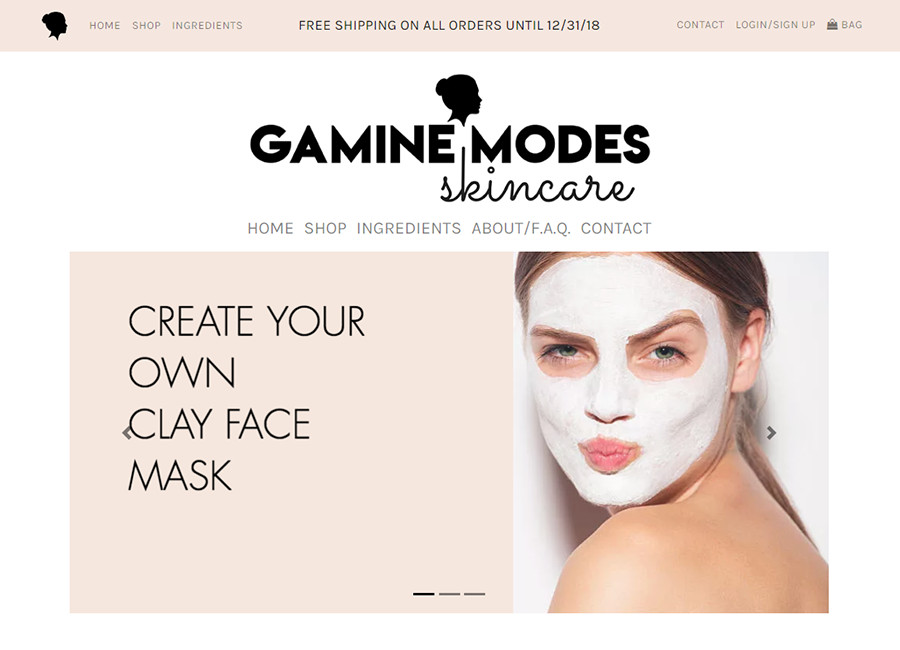 HOME SHOP INGREDIENTS FREE SHIPPING ON ALL ORDERS UNTIL 12/31/18 CONTACT LOGIN/SIGN UP BAG
GAMINE MODES
skincare
HOME SHOP INGREDIENTS ABOUT/F.A.Q. CONTACT
CREATE YOUR
OWN
CLAY FACE
MASK